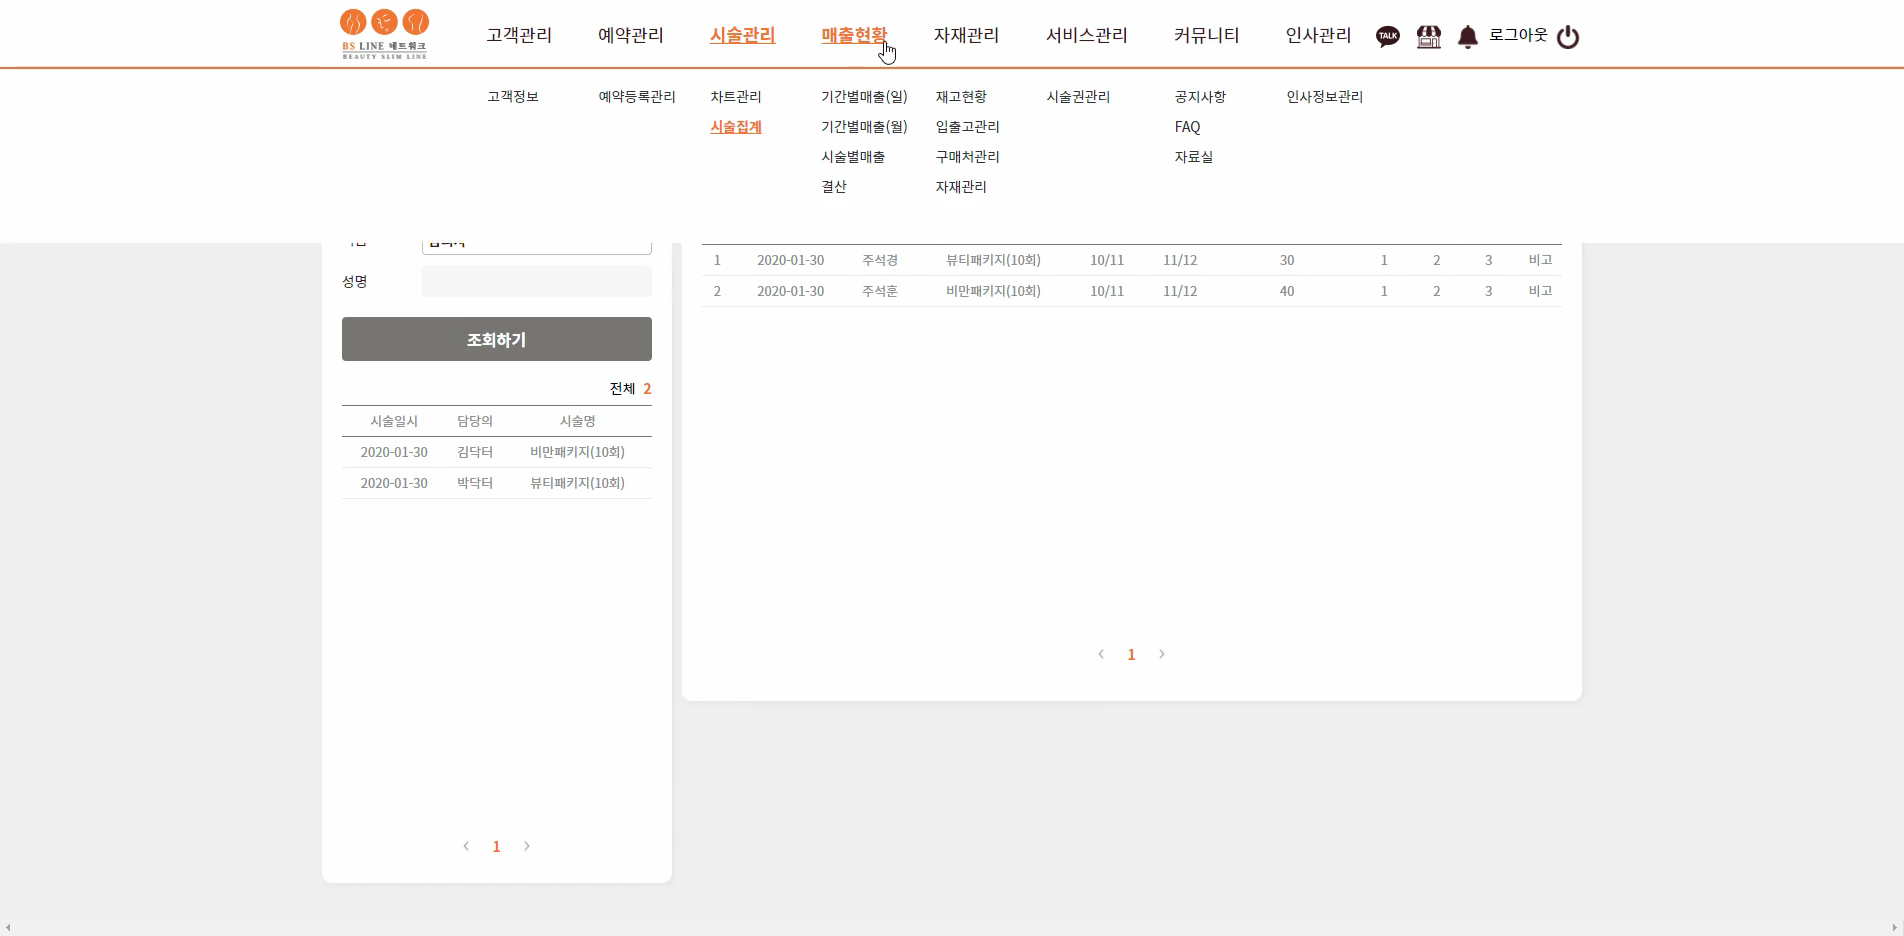 BS LINE 네트워크
BEAUTY SLIM LINE
고객관리 예약관리 시술관리 매출현황 자재관리 서비스관리 커뮤니티 인사관리 TALK 로그아웃
고객정보 예약등록관리 차트관리 기간별매출(일) 재고현황 시술권관리 공지사항 인사정보관리
시술집계 기간별매출(월) 입출고관리 FAQ
시술별매출 구매처관리 자료실
결산 자재관리
성명
조회하기
전체 2
시술일시 담당의 시술명
2020-01-30 김닥터 비만패키지(10회)
2020-01-30 박닥터 뷰티패키지(10회)
< 1 >
1 2020-01-30 주석경 뷰티패키지(10회) 10/11 11/12 30 1 2 3 비고
2 2020-01-30 주석훈 비만패키지(10회) 10/11 11/12 40 1 2 3 비고
< 1 >